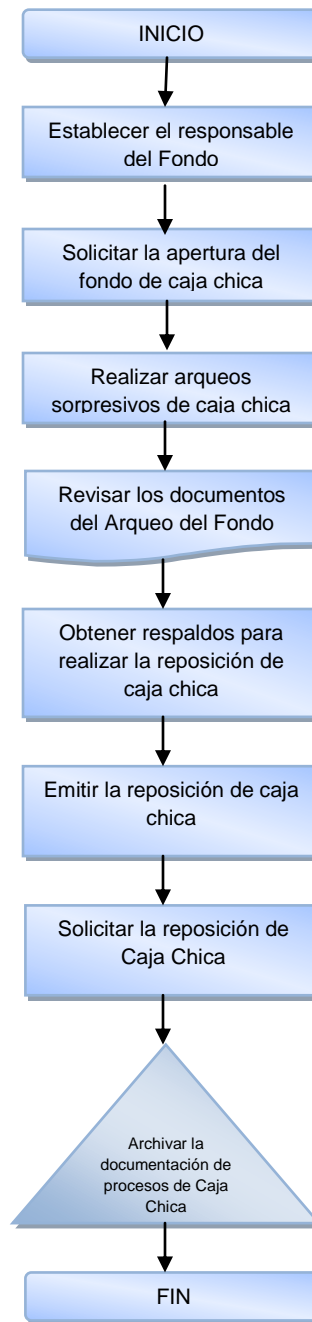 INICIO
Establecer el responsable
del Fondo
Solicitar la apertura del
fondo de caja chica
Realizar arqueos
sorpresivos de caja chica
Revisar los documentos
del Arqueo del Fondo
Obtener respaldos para
realizar la reposición de
caja chica
Emitir la reposición de caja
chica
Solicitar la reposición de
Caja Chica
Archivar la
documentación de
procesos de Caja
Chica
FIN